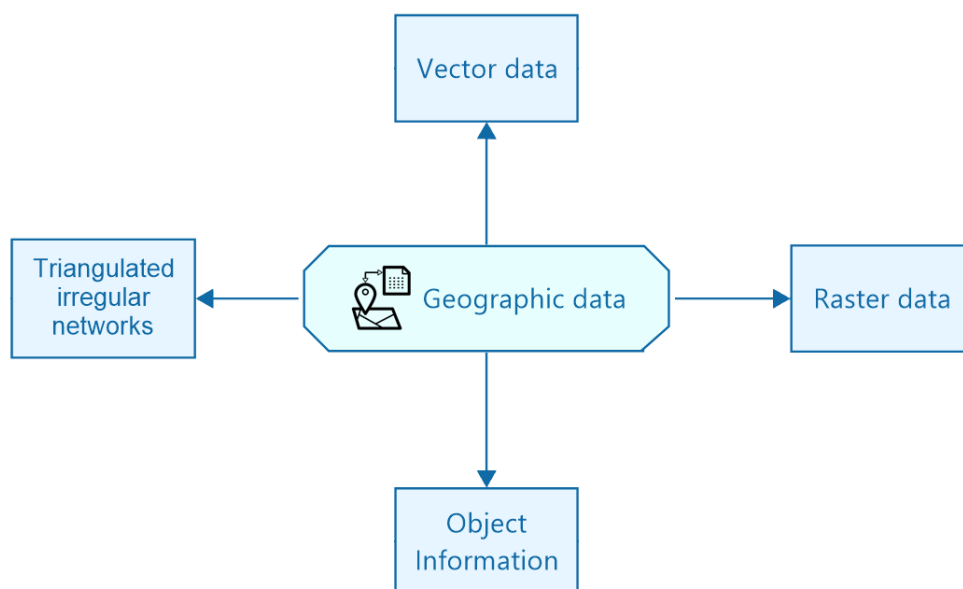 Vector data
Triangulated
irregular
networks
Geographic data
Raster data
Object
Information